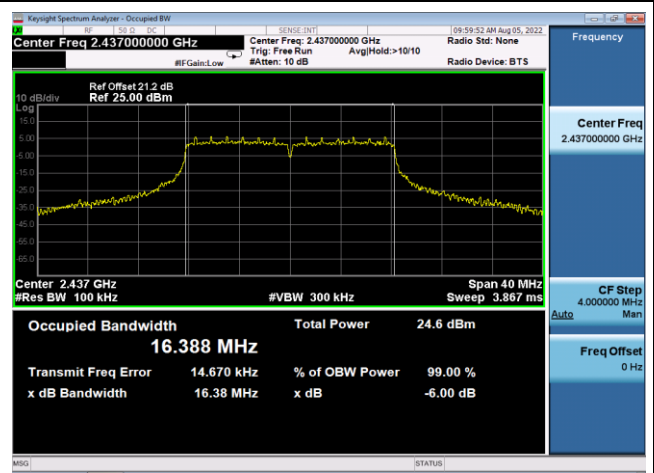 Keysight Spectrum Analyzer - Occupied BW
RF 50 Ω DC SENSE:INT 09:59:52 AM Aug 05, 2022
Center Freq 2.437000000 GHz
Center Freq: 2.437000000 GHz Radio Std: None
Trig: Free Run Avg|Hold:>10/10
#IFGain:Low #Atten: 10 dB Radio Device: BTS
Frequency
Ref Offset 21.2 dB
10 dB/div Ref 25.00 dBm
Log
15.0
5.00
-5.00
-15.0
-25.0
-35.0
-45.0
-55.0
-65.0
Center 2.437 GHz Span 40 MHz
#Res BW 100 kHz #VBW 300 kHz Sweep 3.867 ms
Occupied Bandwidth Total Power 24.6 dBm
16.388 MHz
Transmit Freq Error 14.670 kHz % of OBW Power 99.00 %
x dB Bandwidth 16.38 MHz x dB -6.00 dB
Center Freq
2.437000000 GHz
CF Step
4.000000 MHz
Auto Man
Freq Offset
0 Hz
MSG STATUS